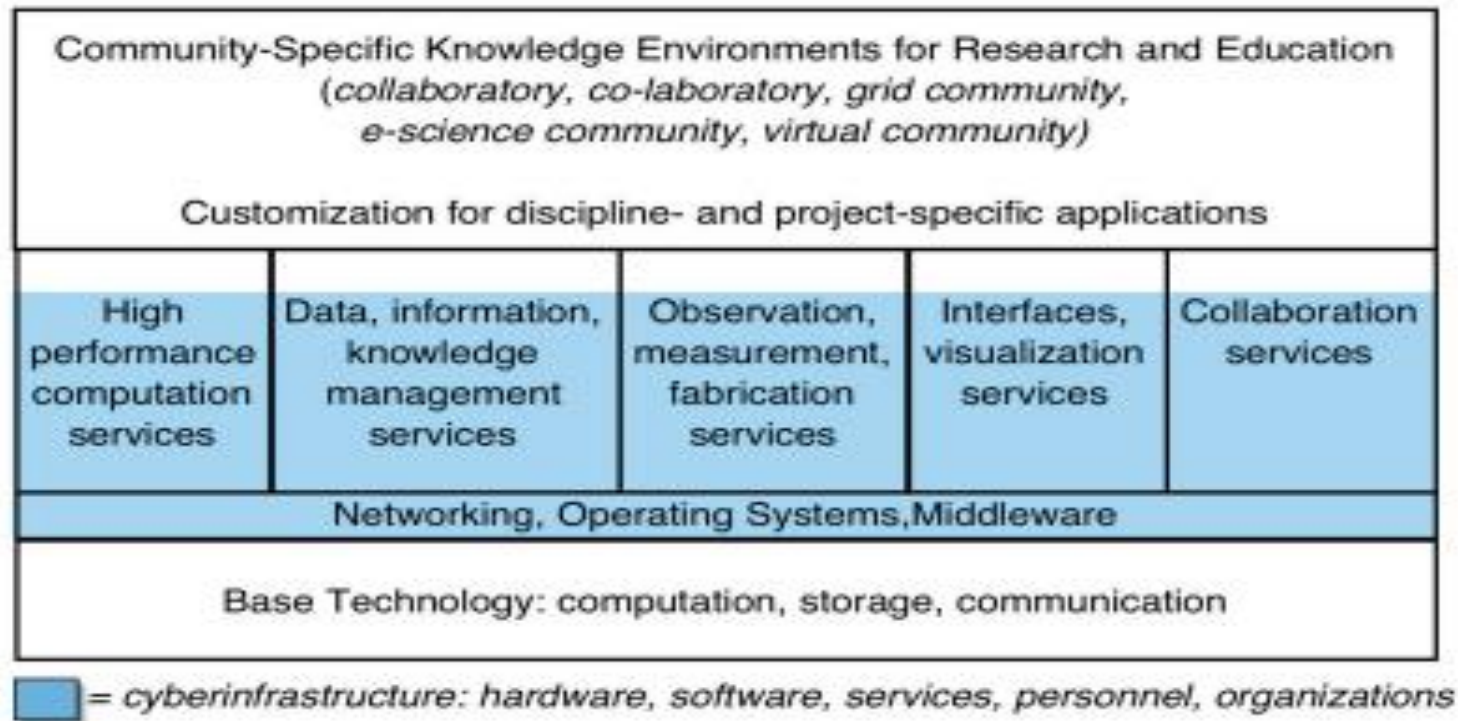 Community-Specific Knowledge Environments for Research and Education
(collaboratory, co-laboratory, grid community,
e-science community, virtual community)
Customization for discipline- and project-specific applications
High
performance
computation
services
Data, information,
knowledge
management
services
Observation,
measurement,
fabrication
services
Interfaces,
visualization
services
Collaboration
services
Networking, Operating Systems,Middleware
Base Technology: computation, storage, communication
= cyberinfrastructure: hardware, software, services, personnel, organizations